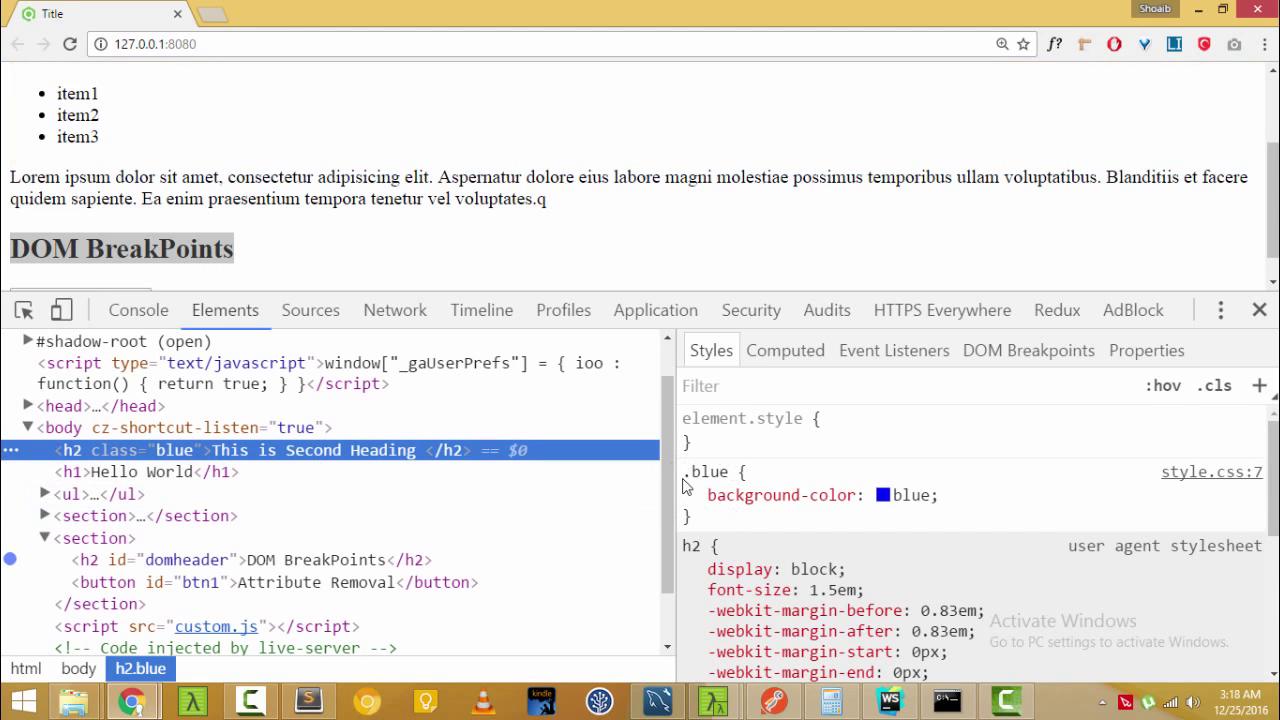 Title
Shoaib
127.0.0.1:8080
f?
LI
item1
item2
item3
Lorem ipsum dolor sit amet, consectetur adipisicing elit. Aspernatur dolore eius labore magni molestiae possimus temporibus ullam voluptatibus. Blanditiis et facere
quidem sapiente. Ea enim praesentium tempora tenetur vel voluptates.q
DOM BreakPoints
Console Elements Sources Network Timeline Profiles Application Security Audits HTTPS Everywhere Redux AdBlock
#shadow-root (open)
<script type="text/javascript">window["_gaUserPrefs"] = { ioo :
function() { return true; } }</script>
<head>…</head>
<body cz-shortcut-listen="true">
<h2 class="blue">This is Second Heading </h2> == $0
<h1>Hello World</h1>
<ul>…</ul>
<section>…</section>
<section>
<h2 id="domheader">DOM BreakPoints</h2>
<button id="btn1">Attribute Removal</button>
</section>
<script src="custom.js"></script>
<!-- Code injected by live-server -->
html body h2.blue
Styles Computed Event Listeners DOM Breakpoints Properties
Filter :hov .cls +
element.style {
}
.blue { style.css:7
background-color: blue;
}
h2 { user agent stylesheet
display: block;
font-size: 1.5em;
-webkit-margin-before: 0.83em;
-webkit-margin-after: 0.83em;
-webkit-margin-start: 0px;
-webkit-margin-end: 0px;
Activate Windows
Go to PC settings to activate Windows.
kindle
WS
3:18 AM
12/25/2016